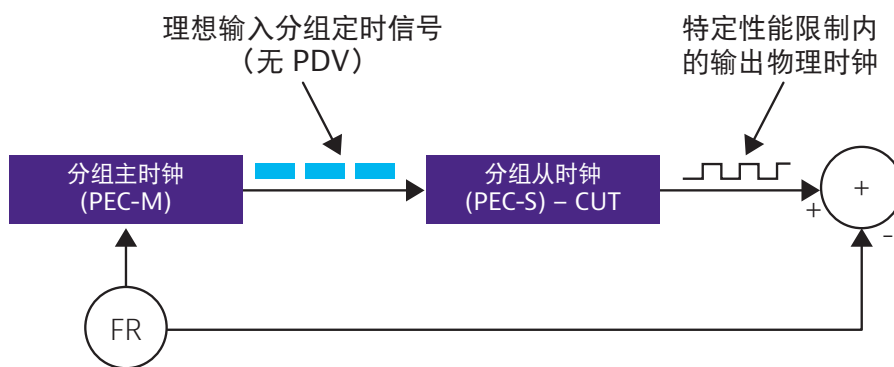 理想输入分组定时信号
（无 PDV）
特定性能限制内
的输出物理时钟
分组主时钟
(PEC-M)
分组从时钟
(PEC-S) – CUT
+
+
-
FR